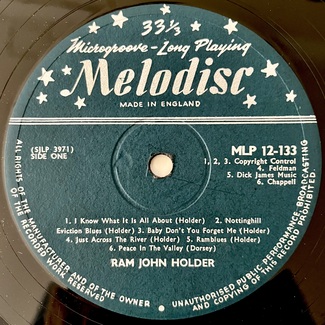 33⅓
Microgroove - Long Playing
Melodisc
MADE IN ENGLAND
(SJLP 3971)
SIDE ONE
MLP 12-133
1, 2, 3. Copyright Control
4. Feldman
5. Dick James Music
6. Chappell
1. I Know What Is Is All About (Holder) 2. Nottinghill
Eviction Blues (Holder) 3. Baby Don't You Forget Me (Holder)
4. Just Across The River (Holder) 5. Ramblues (Holder)
6. Peace In The Valley (Dorsey)
RAM JOHN HOLDER
ALL RIGHTS OF THE MANUFACTURER AND OF THE OWNER OF THE RECORDED WORK RESERVED
• UNAUTHORISED PUBLIC PERFORMANCE, BROADCASTING AND COPYING OF THIS RECORD PROHIBITED